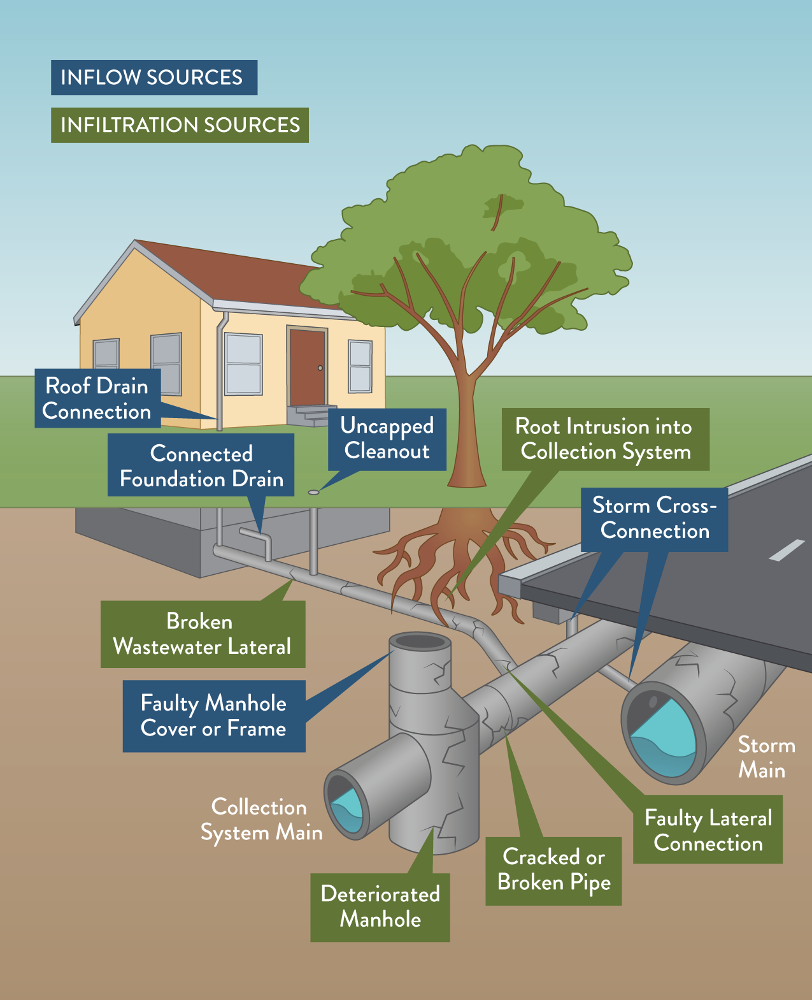 INFLOW SOURCES
INFILTRATION SOURCES
Roof Drain
Connection
Connected
Foundation Drain
Uncapped
Cleanout
Root Intrusion into
Collection System
Storm Cross-
Connection
Broken
Wastewater Lateral
Faulty Manhole
Cover or Frame
Storm
Main
Collection
System Main
Faulty Lateral
Connection
Cracked or
Broken Pipe
Deteriorated
Manhole